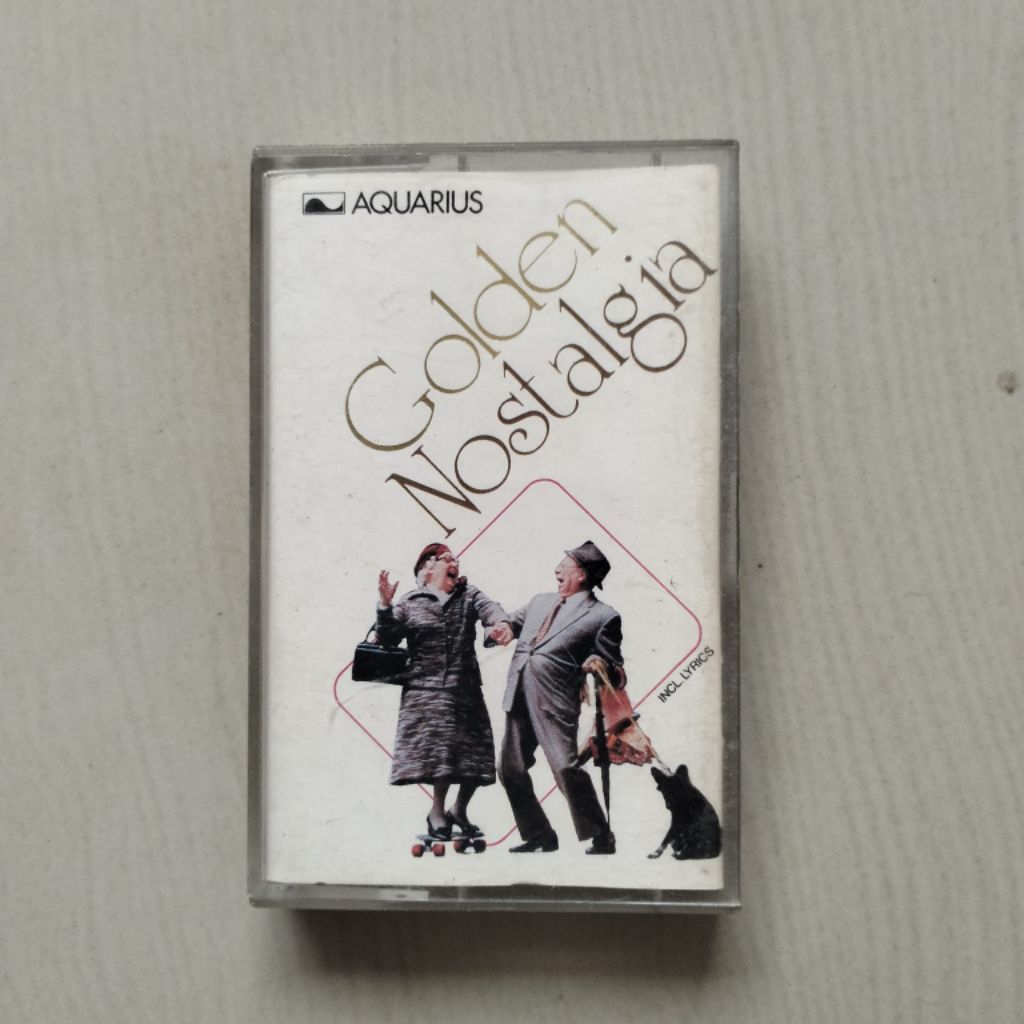 AQUARIUS
Golden
Nostalgia
INCL. LYRICS